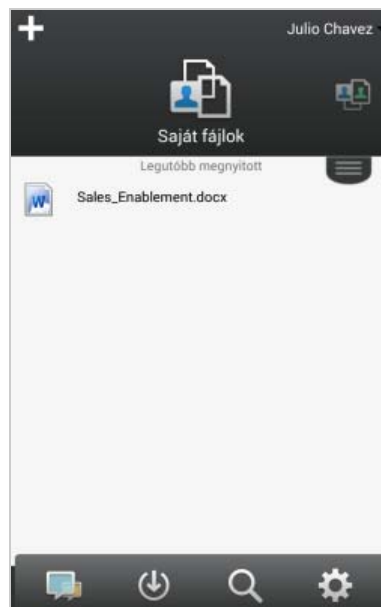 Julio Chavez
Saját fájlok
Legutóbb megnyitott
Sales_Enablement.docx